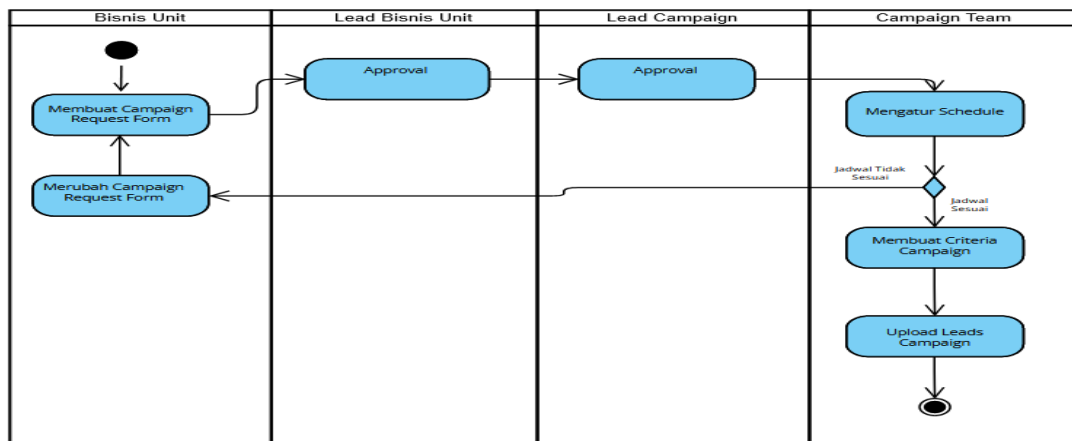 Bisnis Unit
Lead Bisnis Unit
Lead Campaign
Campaign Team
Membuat Campaign
Request Form
Approval
Approval
Mengatur Schedule
Merubah Campaign
Request Form
Jadwal Tidak
Sesuai
Jadwal
Sesuai
Membuat Criteria
Campaign
Upload Leads
Campaign